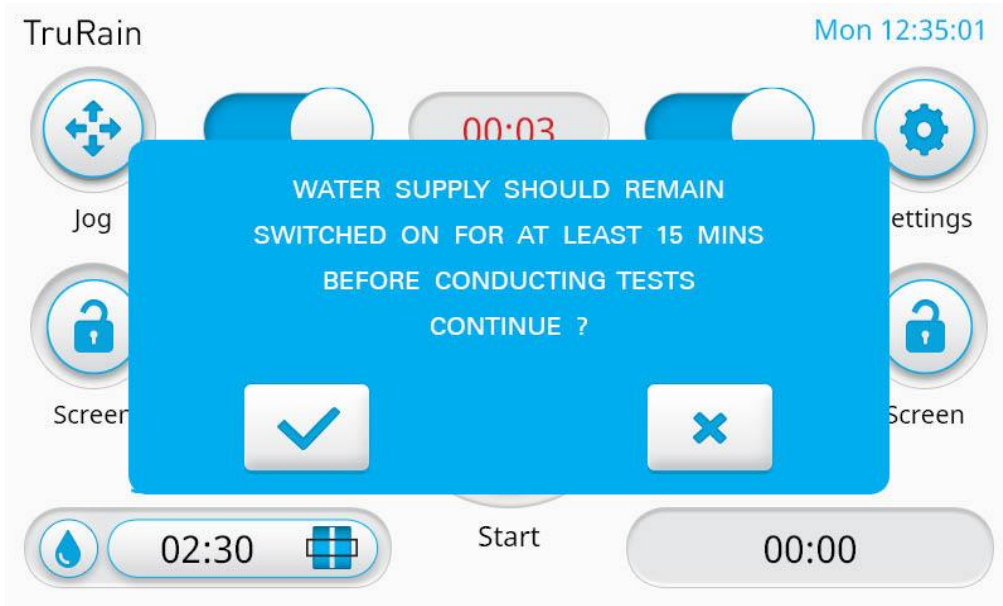 TruRain
Mon 12:35:01
00:03
WATER SUPPLY SHOULD REMAIN
SWITCHED ON FOR AT LEAST 15 MINS
BEFORE CONDUCTING TESTS
CONTINUE ?
Jog
ettings
Screen
Screen
02:30
Start
00:00